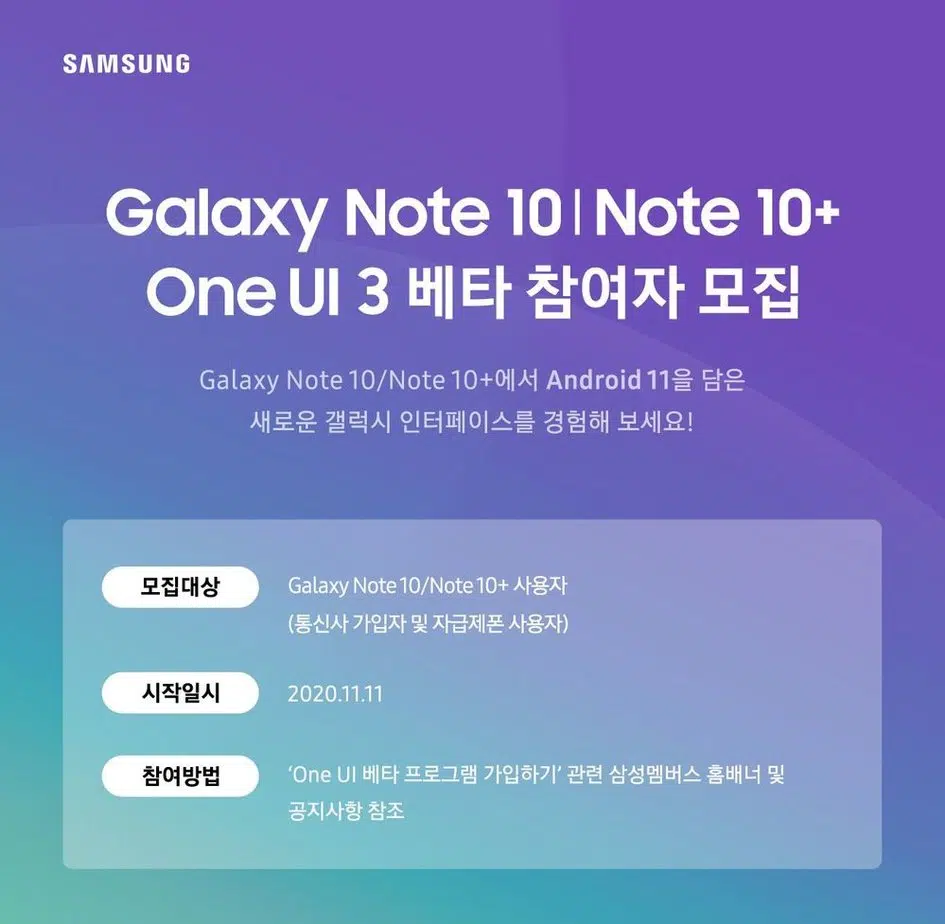 SAMSUNG
Galaxy Note 10 | Note 10+
One UI 3 베타 참여자 모집
Galaxy Note 10/Note 10+에서 Android 11을 담은
새로운 갤럭시 인터페이스를 경험해 보세요!
모집대상
Galaxy Note 10/Note 10+ 사용자
(통신사 가입자 및 자급제폰 사용자)
시작일시
2020.11.11
참여방법
‘One UI 베타 프로그램 가입하기’ 관련 삼성멤버스 홈배너 및
공지사항 참조